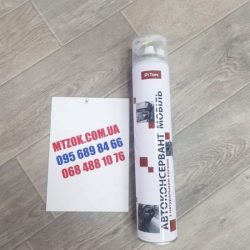 MTZOK.COM.UA
095 689 84 66
068 488 10 76
PiTon
АВТОКОНСЕРВАНТ МОВІЛЬ